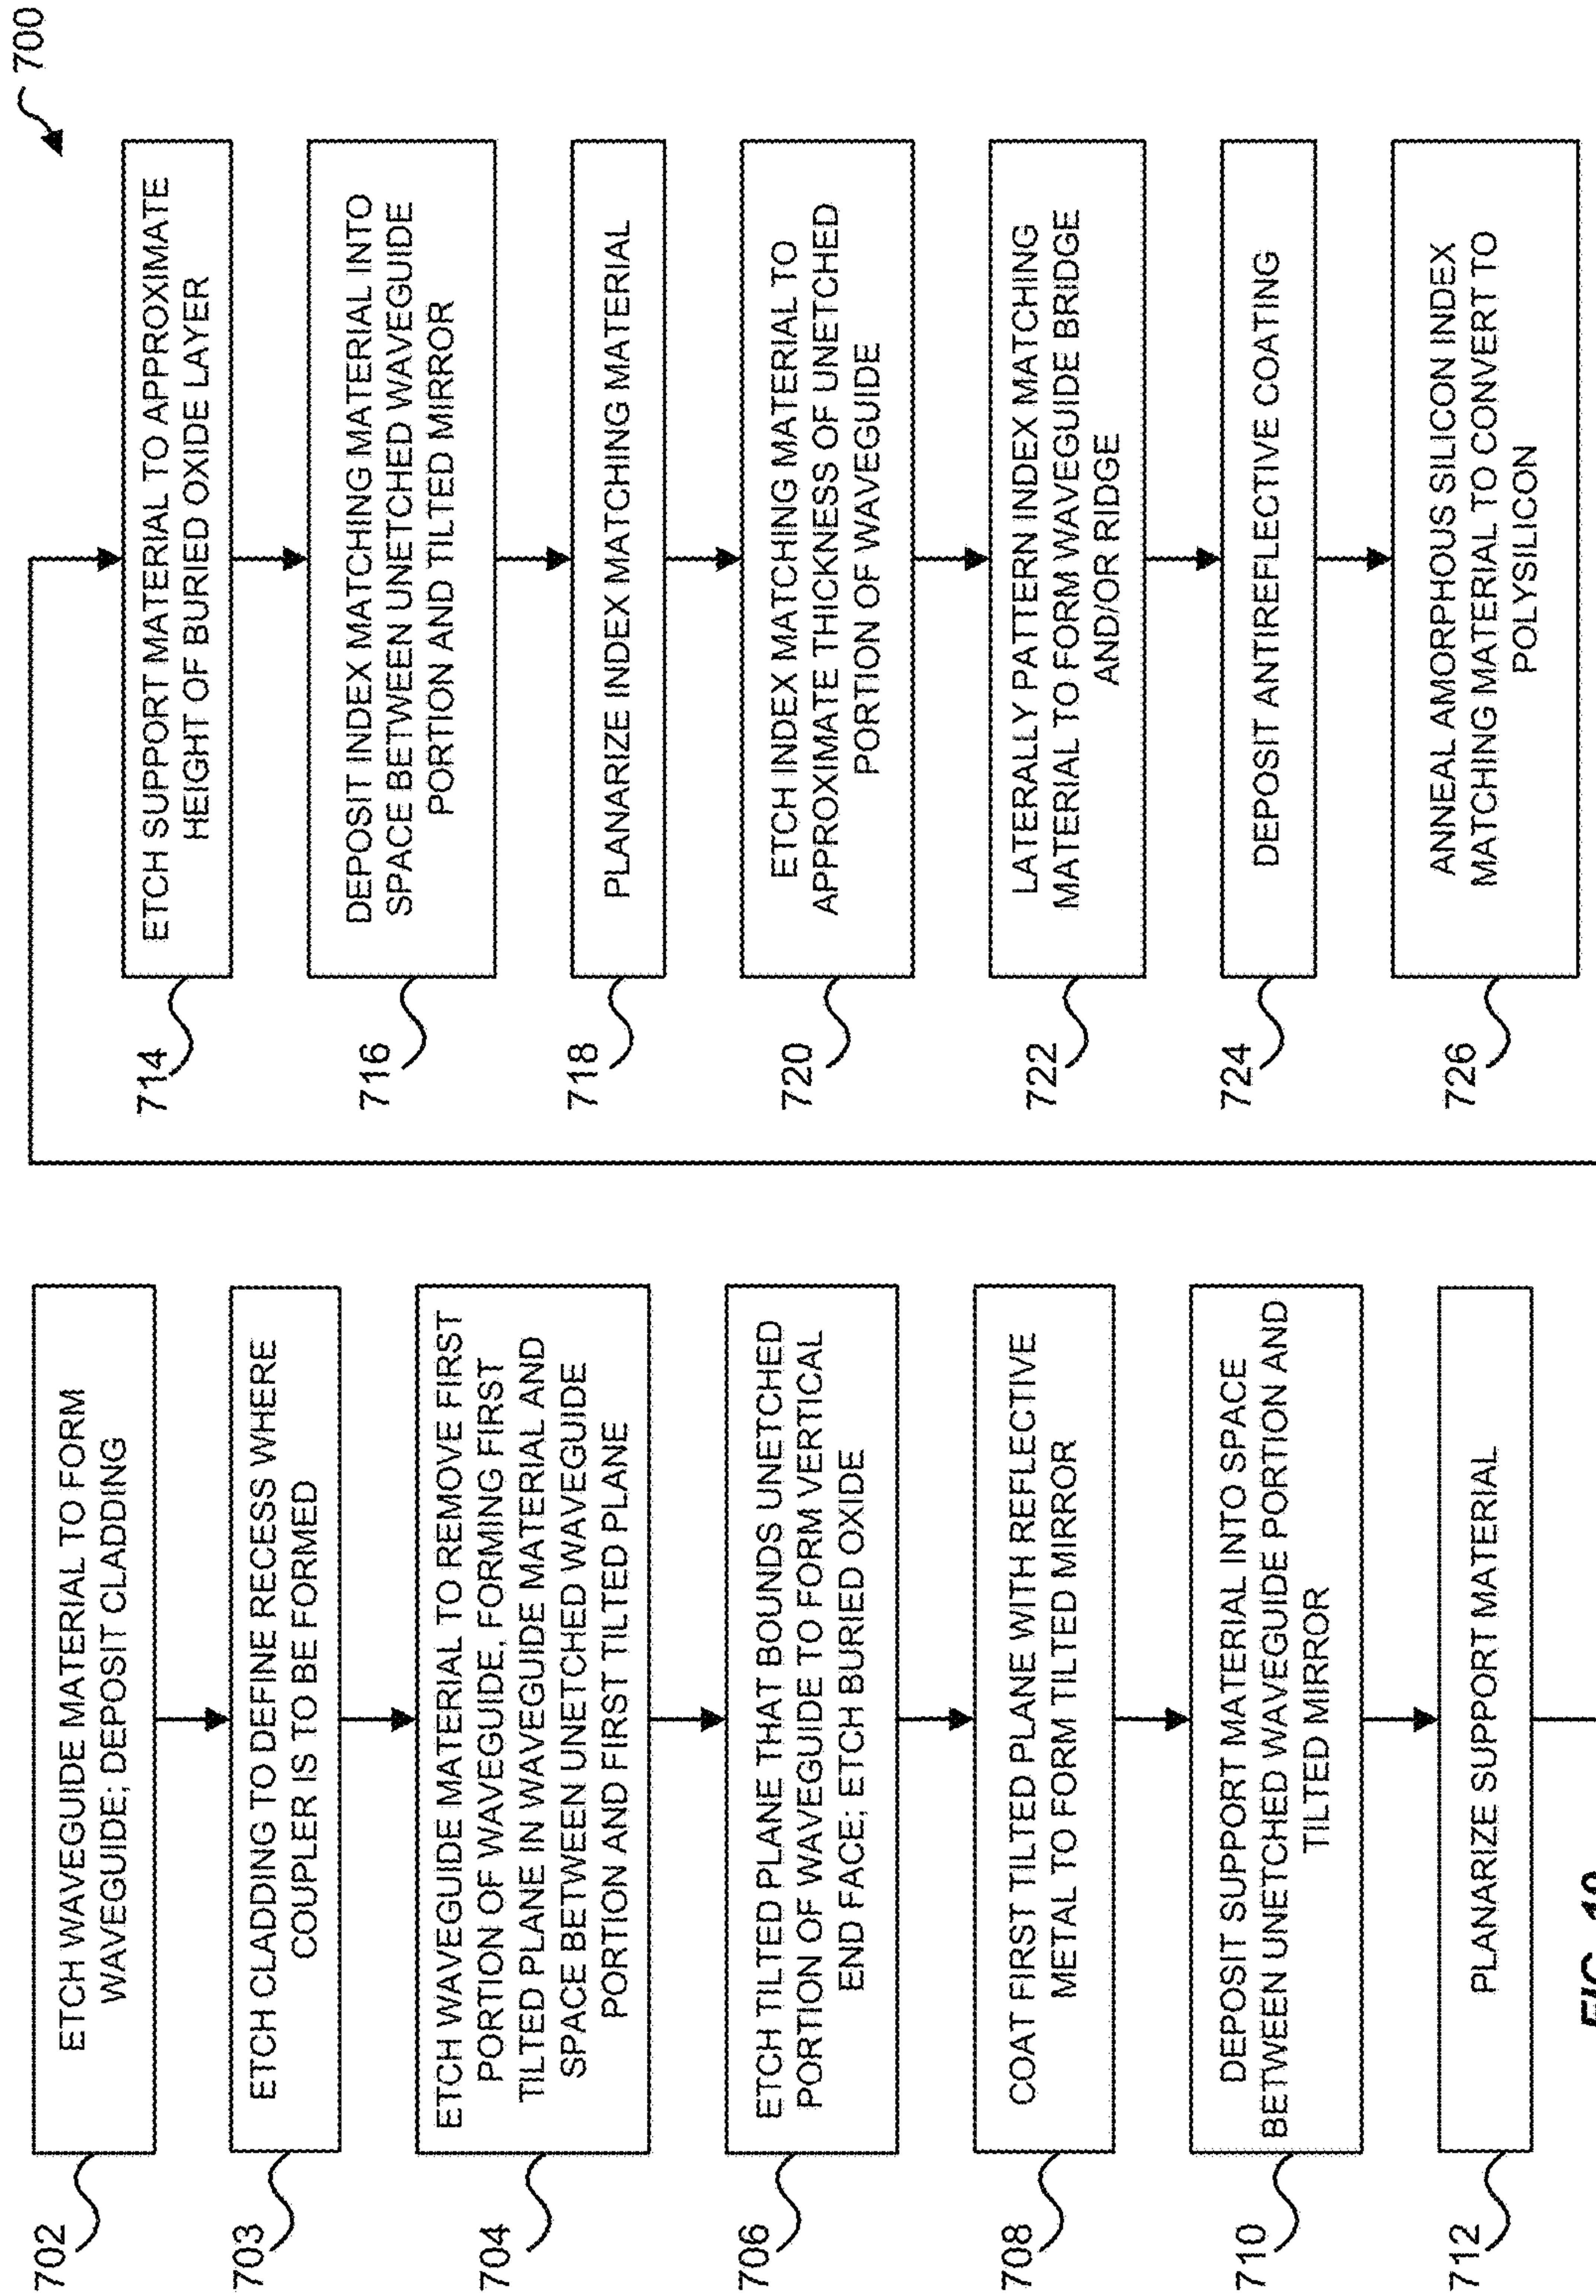 700
702
ETCH WAVEGUIDE MATERIAL TO FORM
WAVEGUIDE; DEPOSIT CLADDING
703
ETCH CLADDING TO DEFINE RECESS WHERE
COUPLER IS TO BE FORMED
704
ETCH WAVEGUIDE MATERIAL TO REMOVE FIRST
PORTION OF WAVEGUIDE, FORMING FIRST
TILTED PLANE IN WAVEGUIDE MATERIAL AND
SPACE BETWEEN UNETCHED WAVEGUIDE
PORTION AND FIRST TILTED PLANE
706
ETCH TILTED PLANE THAT BOUNDS UNETCHED
PORTION OF WAVEGUIDE TO FORM VERTICAL
END FACE; ETCH BURIED OXIDE
708
COAT FIRST TILTED PLANE WITH REFLECTIVE
METAL TO FORM TILTED MIRROR
710
DEPOSIT SUPPORT MATERIAL INTO SPACE
BETWEEN UNETCHED WAVEGUIDE PORTION AND
TILTED MIRROR
712
PLANARIZE SUPPORT MATERIAL
714
ETCH SUPPORT MATERIAL TO APPROXIMATE
HEIGHT OF BURIED OXIDE LAYER
716
DEPOSIT INDEX MATCHING MATERIAL INTO
SPACE BETWEEN UNETCHED WAVEGUIDE
PORTION AND TILTED MIRROR
718
PLANARIZE INDEX MATCHING MATERIAL
720
ETCH INDEX MATCHING MATERIAL TO
APPROXIMATE THICKNESS OF UNETCHED
PORTION OF WAVEGUIDE
722
LATERALLY PATTERN INDEX MATCHING
MATERIAL TO FORM WAVEGUIDE BRIDGE
AND/OR RIDGE
724
DEPOSIT ANTIREFLECTIVE COATING
726
ANNEAL AMORPHOUS SILICON INDEX
MATCHING MATERIAL TO CONVERT TO
POLYSILICON